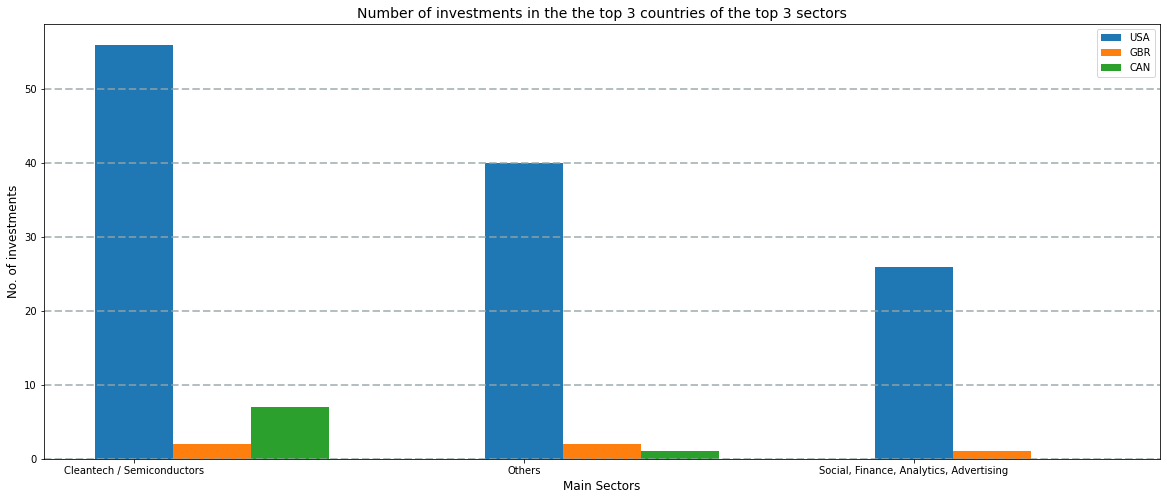 Number of investments in the the top 3 countries of the top 3 sectors
USA
GBR
CAN
No. of investments
50
40
30
20
10
0
Cleantech / Semiconductors
Others
Social, Finance, Analytics, Advertising
Main Sectors